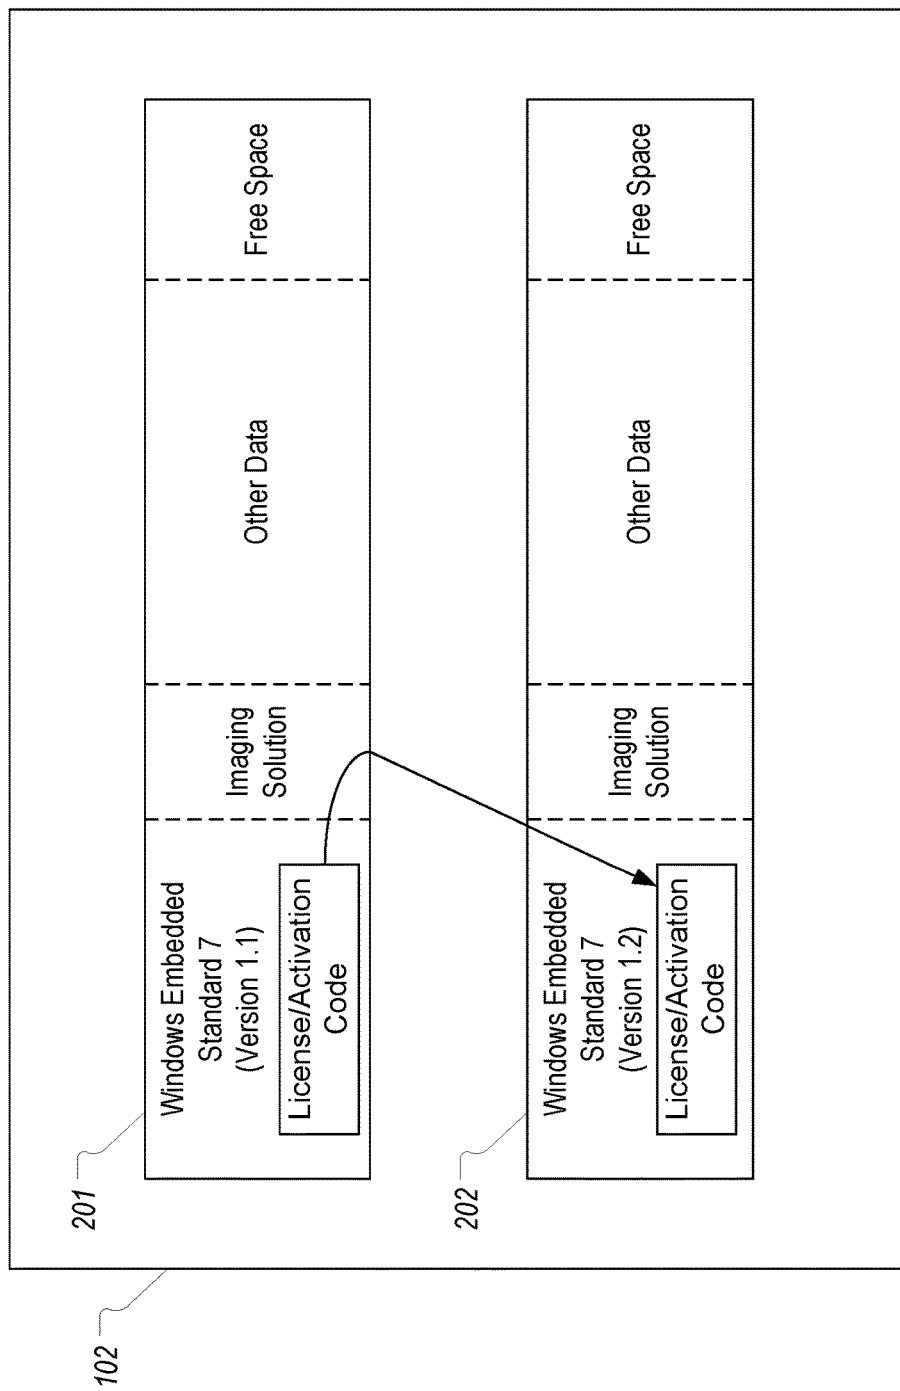 102
201
Windows Embedded
Standard 7
(Version 1.1)
License/Activation
Code
Imaging
Solution
Other Data
Free Space
202
Windows Embedded
Standard 7
(Version 1.2)
License/Activation
Code
Imaging
Solution
Other Data
Free Space